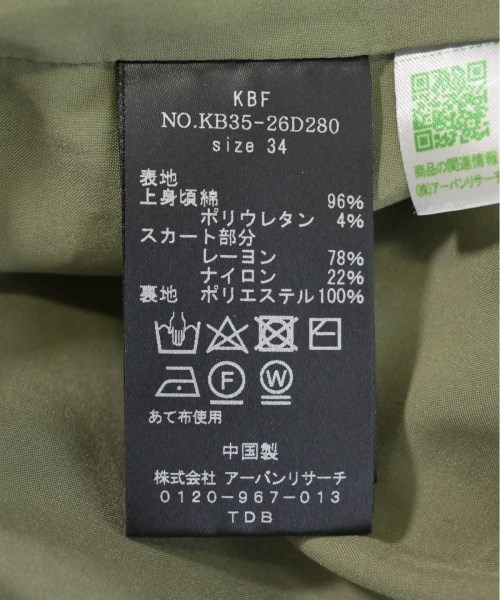 KBF
NO.KB35-26D280
size 34
表地
上身頃綿 96%
ポリウレタン 4%
スカート部分
レーヨン 78%
ナイロン 22%
裏地 ポリエステル100%
F W
あて布使用
中国製
株式会社 アーバンリサーチ
0120-967-013
TDB
商品の関連情報
(株)アーバンリサーチ